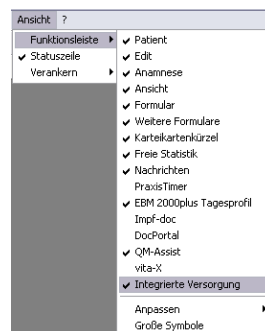 Ansicht ?
Funktionsleiste
Statuszeile
Verankern
Patient
Edit
Anamnese
Ansicht
Formular
Weitere Formulare
Karteikartenkürzel
Freie Statistik
Nachrichten
PraxisTimer
EBM 2000plus Tagesprofil
Impf-doc
DocPortal
QM-Assist
vita-X
Integrierte Versorgung
Anpassen
Große Symbole